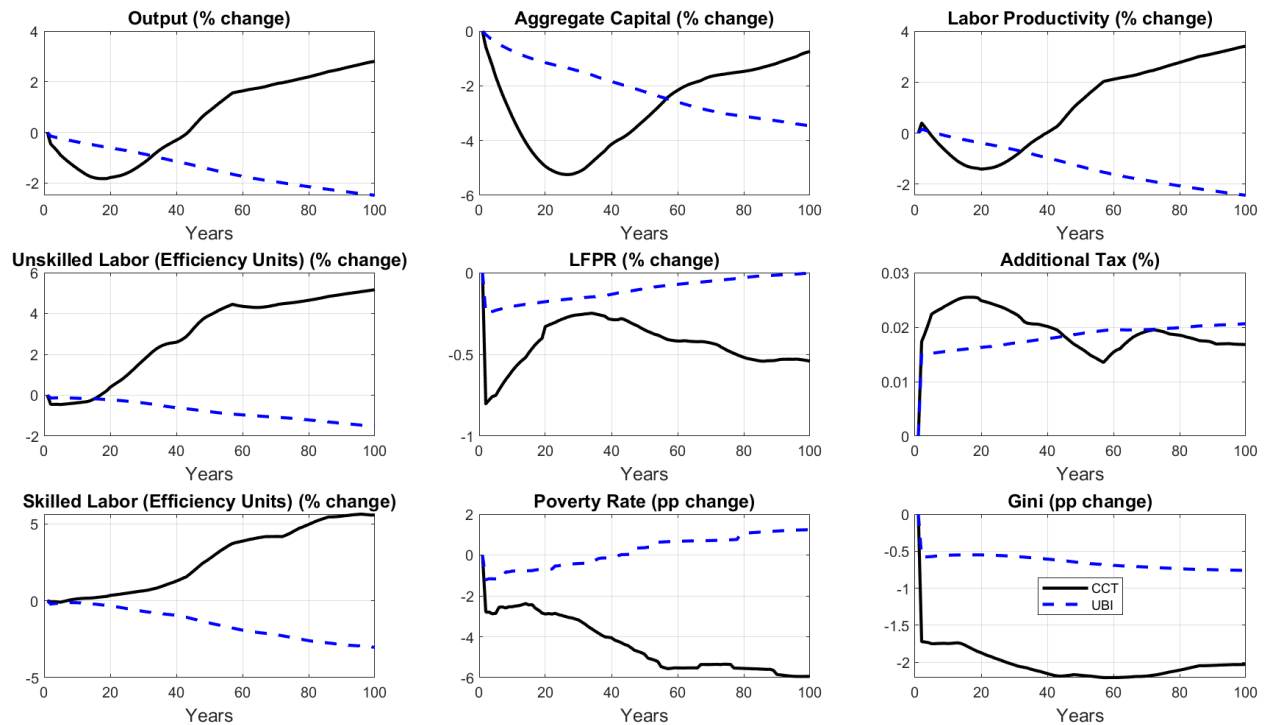 Output (% change)
4
2
0
-2
0 20 40 60 80 100
Years
Aggregate Capital (% change)
0
-2
-4
-6
0 20 40 60 80 100
Years
Labor Productivity (% change)
4
2
0
-2
0 20 40 60 80 100
Years
Unskilled Labor (Efficiency Units) (% change)
6
4
2
0
-2
0 20 40 60 80 100
Years
LFPR (% change)
0
-0.5
-1
0 20 40 60 80 100
Years
Additional Tax (%)
0.03
0.02
0.01
0
0 20 40 60 80 100
Years
Skilled Labor (Efficiency Units) (% change)
5
0
-5
0 20 40 60 80 100
Years
Poverty Rate (pp change)
2
0
-2
-4
-6
0 20 40 60 80 100
Years
Gini (pp change)
0
-0.5
-1
-1.5
-2
CCT
UBI
0 20 40 60 80 100
Years